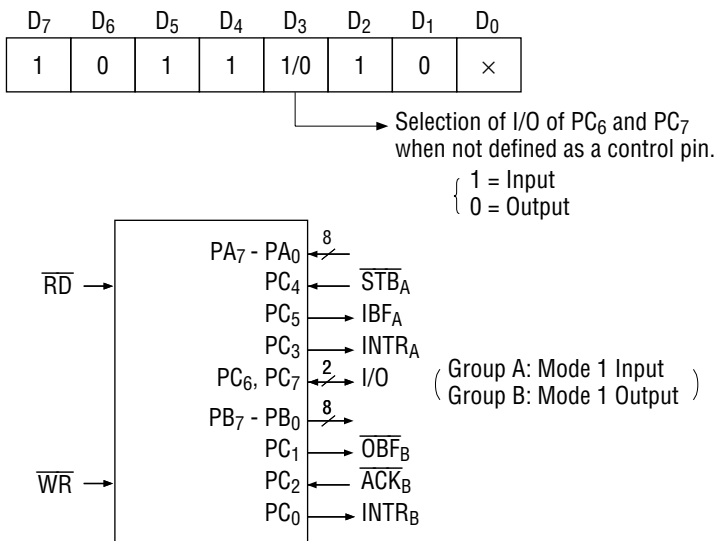 D7 D6 D5 D4 D3 D2 D1 D0
1 0 1 1 1/0 1 0 ×
Selection of I/O of PC6 and PC7
when not defined as a control pin.
1 = Input
0 = Output
PA7 - PA0 8
RD PC4 STBA
PC5 IBFA
PC3 INTRA
PC6, PC7 2 I/O
(Group A: Mode 1 Input
Group B: Mode 1 Output)
PB7 - PB0 8
PC1 OBFB
WR PC2 ACKB
PC0 INTRB